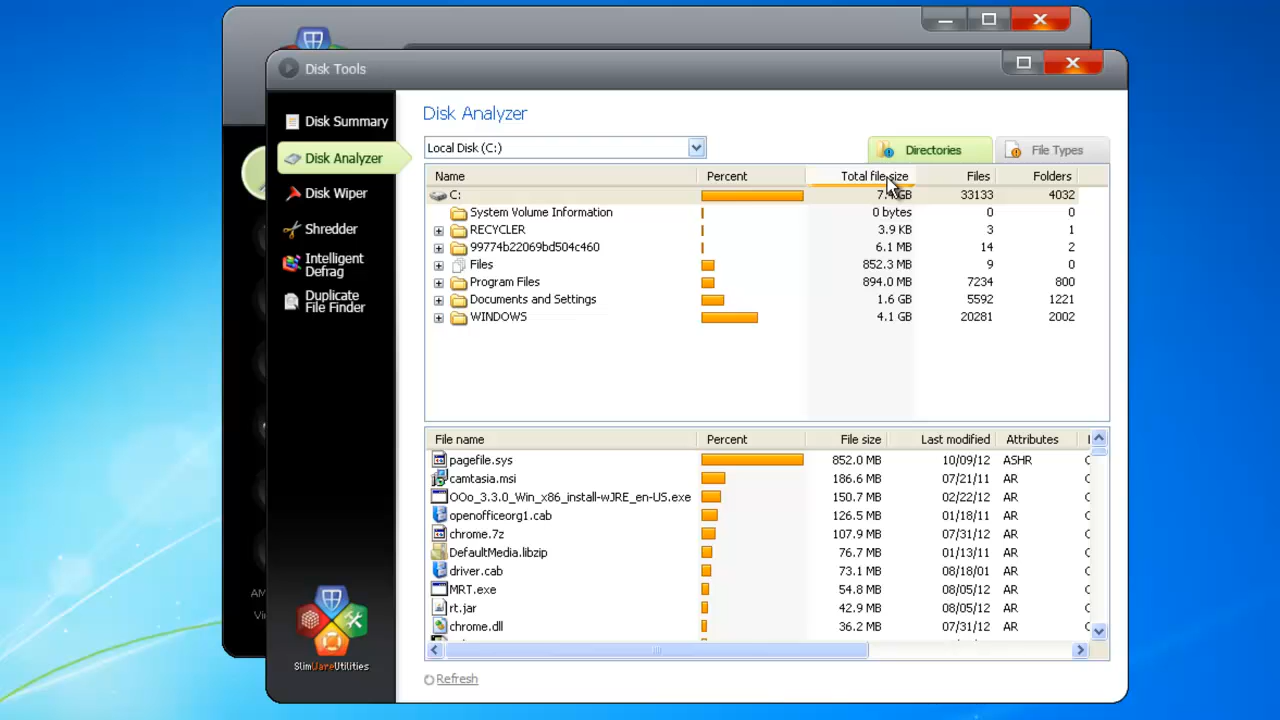 Disk Tools
Disk Summary
Disk Analyzer
Disk Wiper
Shredder
Intelligent
Defrag
Duplicate
File Finder
SlimWareUtilities
Disk Analyzer
Local Disk (C:)
Directories
File Types
Name Percent Total file size Files Folders
C: 33133 4032
System Volume Information 0 bytes 0 0
RECYCLER 3.9 KB 3 1
99774b22069bd504c460 6.1 MB 14 2
Files 852.3 MB 9 0
Program Files 894.0 MB 7234 800
Documents and Settings 1.6 GB 5592 1221
WINDOWS 4.1 GB 20281 2002
File name Percent File size Last modified Attributes
pagefile.sys 852.0 MB 10/09/12 ASHR
camtasia.msi 186.6 MB 07/21/11 AR
OOo_3.3.0_Win_x86_install-wJRE_en-US.exe 150.7 MB 02/22/12 AR
openofficeorg1.cab 126.5 MB 01/18/11 AR
chrome.7z 107.9 MB 07/31/12 AR
DefaultMedia.libzip 76.7 MB 01/13/11 AR
driver.cab 73.1 MB 08/18/01 AR
MRT.exe 54.8 MB 08/05/12 AR
rt.jar 42.9 MB 08/05/12 AR
chrome.dll 36.2 MB 07/31/12 AR
Refresh